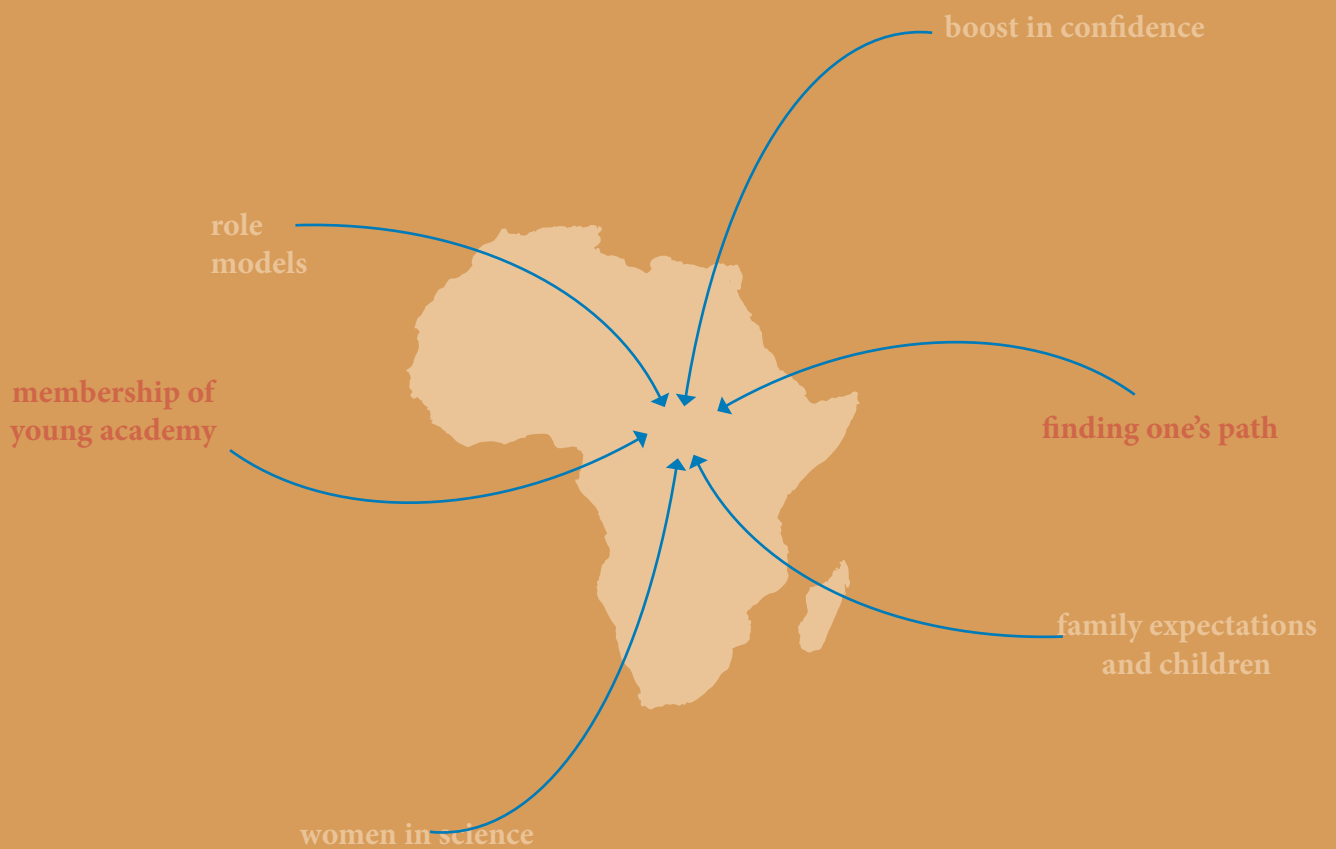 boost in confidence
role
models
membership of
young academy
finding one’s path
family expectations
and children
women in science